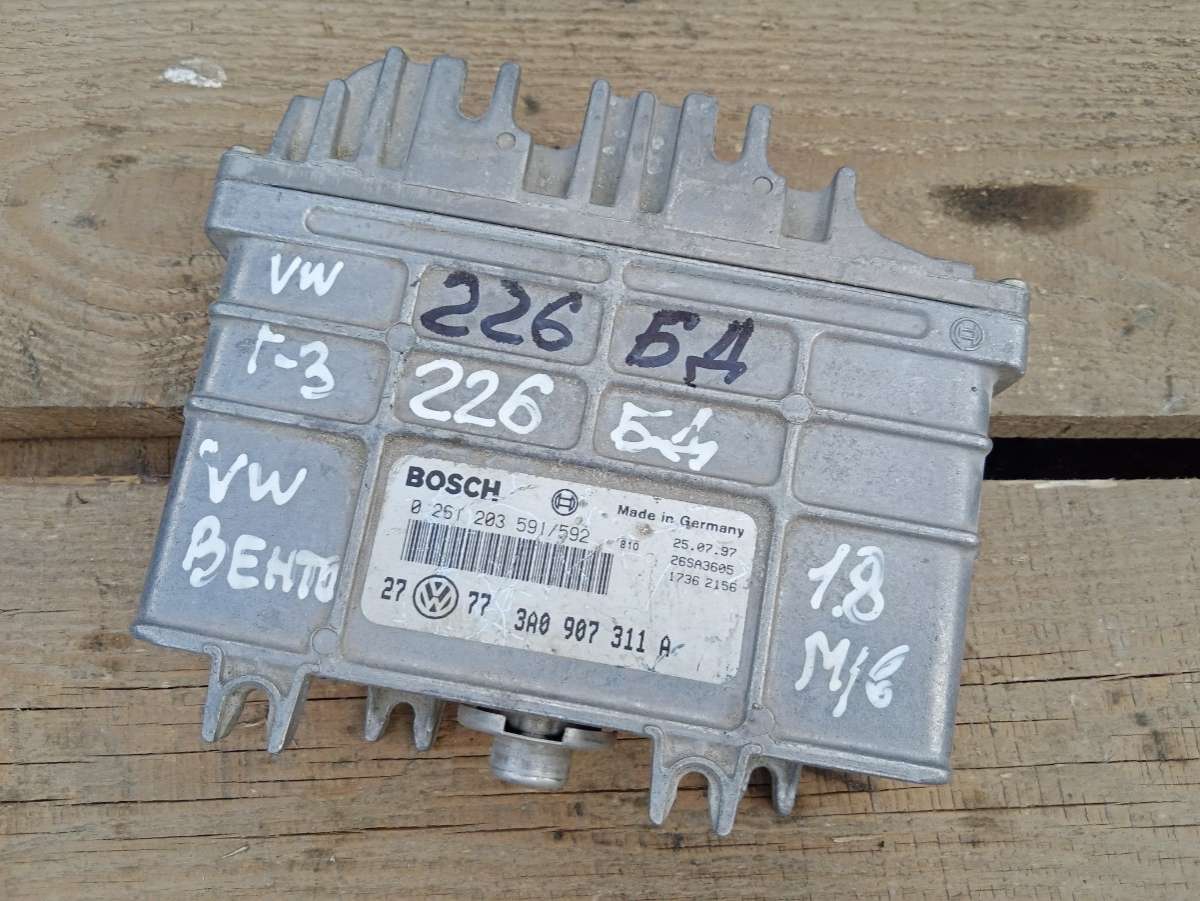 VW
226 БД
Г-3
226 БД
VW
ВЕНТО
BOSCH
Made in Germany
0 261 203 591/592
810
25.07.97
26SA3605
1736 2156
27 77 3A0 907 311 A
1.8
М/Б